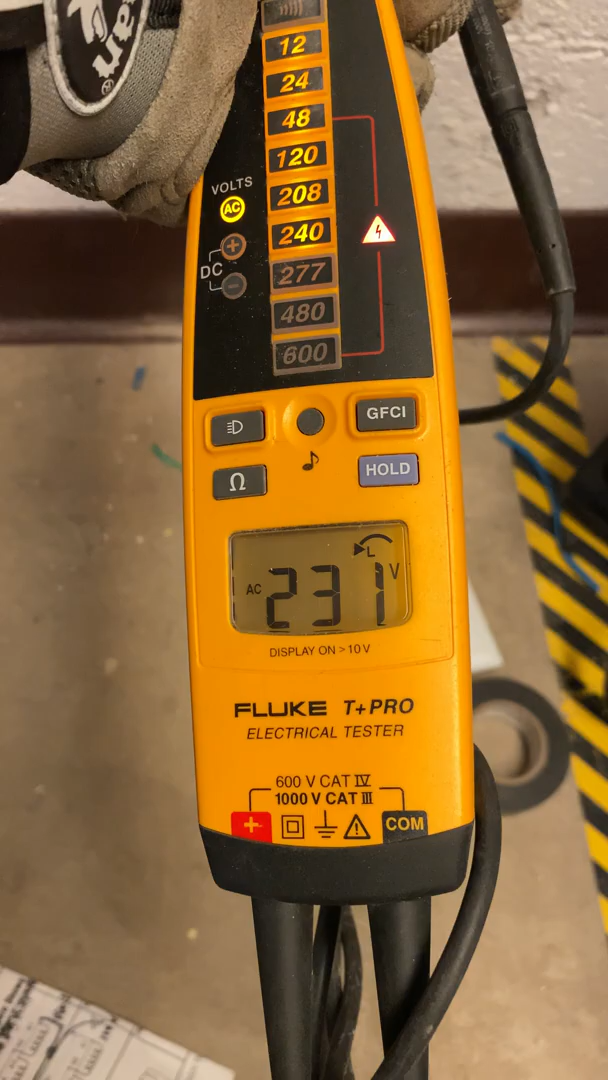 12
24
48
120
VOLTS
208
AC
240
+
DC
277
−
480
600
GFCI
Ω
HOLD
L
AC 231 V
DISPLAY ON >10 V
FLUKE T+PRO
ELECTRICAL TESTER
600 V CAT IV
1000 V CAT III
+ COM